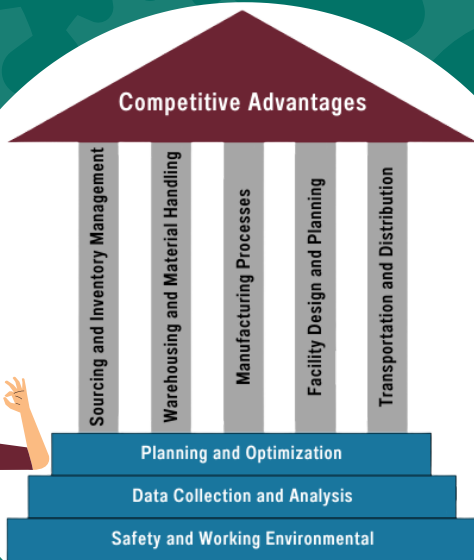 Competitive Advantages
Sourcing and Inventory Management
Warehousing and Material Handling
Manufacturing Processes
Facility Design and Planning
Transportation and Distribution
Planning and Optimization
Data Collection and Analysis
Safety and Working Environmental